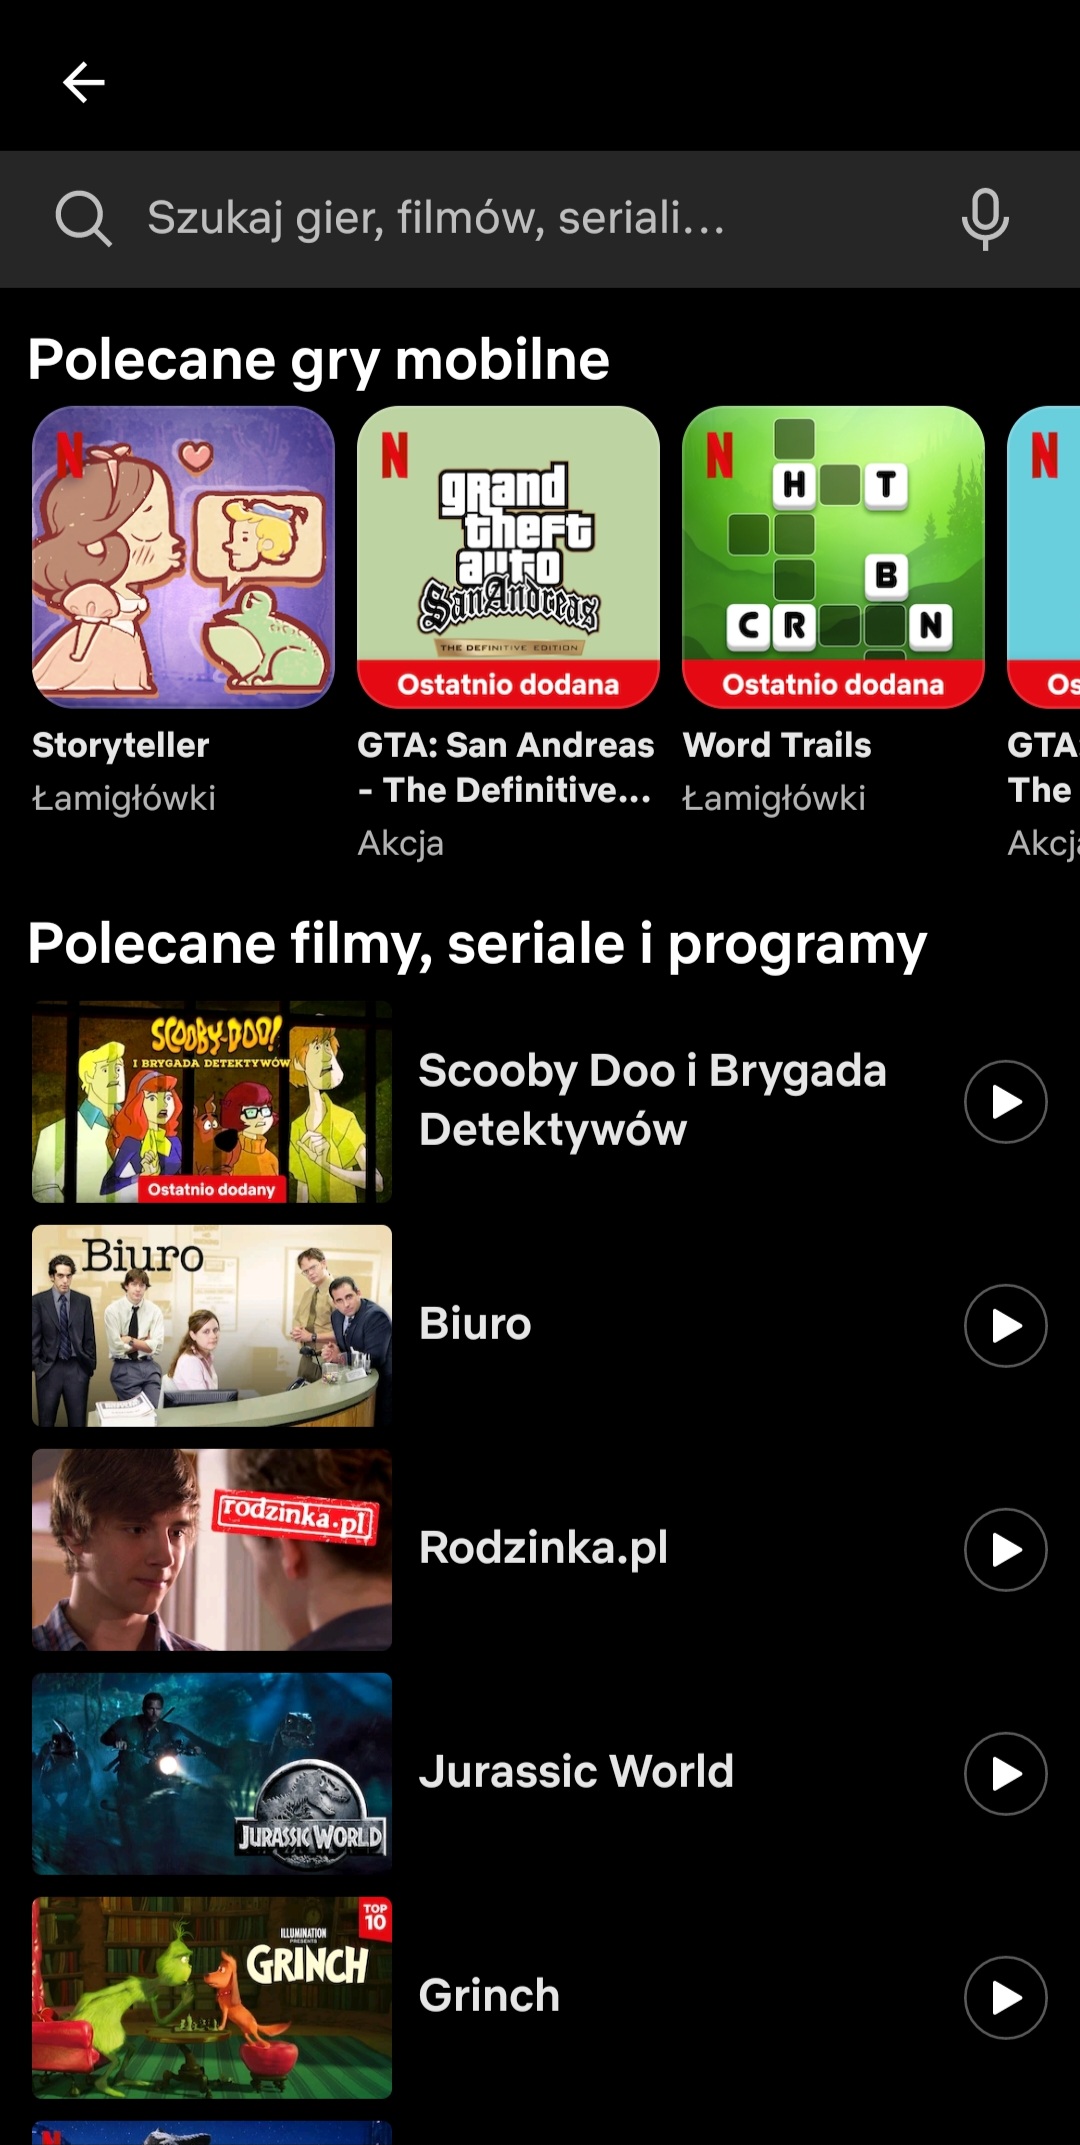 Szukaj gier, filmów, seriali...
Polecane gry mobilne
N
N
grand
theft
auto
San Andreas
THE DEFINITIVE EDITION
Ostatnio dodana
N
H T
B
C R N
Ostatnio dodana
N
Os
Storyteller
Łamigłówki
GTA: San Andreas
- The Definitive...
Akcja
Word Trails
Łamigłówki
GTA:
The
Akcja
Polecane filmy, seriale i programy
SCOOBY-DOO!
I BRYGADA DETEKTYWÓW
Ostatnio dodany
Scooby Doo i Brygada
Detektywów
Biuro
Biuro
rodzinka.pl
Rodzinka.pl
JURASSIC WORLD
Jurassic World
TOP
10
ILLUMINATION
PRESENTS
GRINCH
Grinch
N